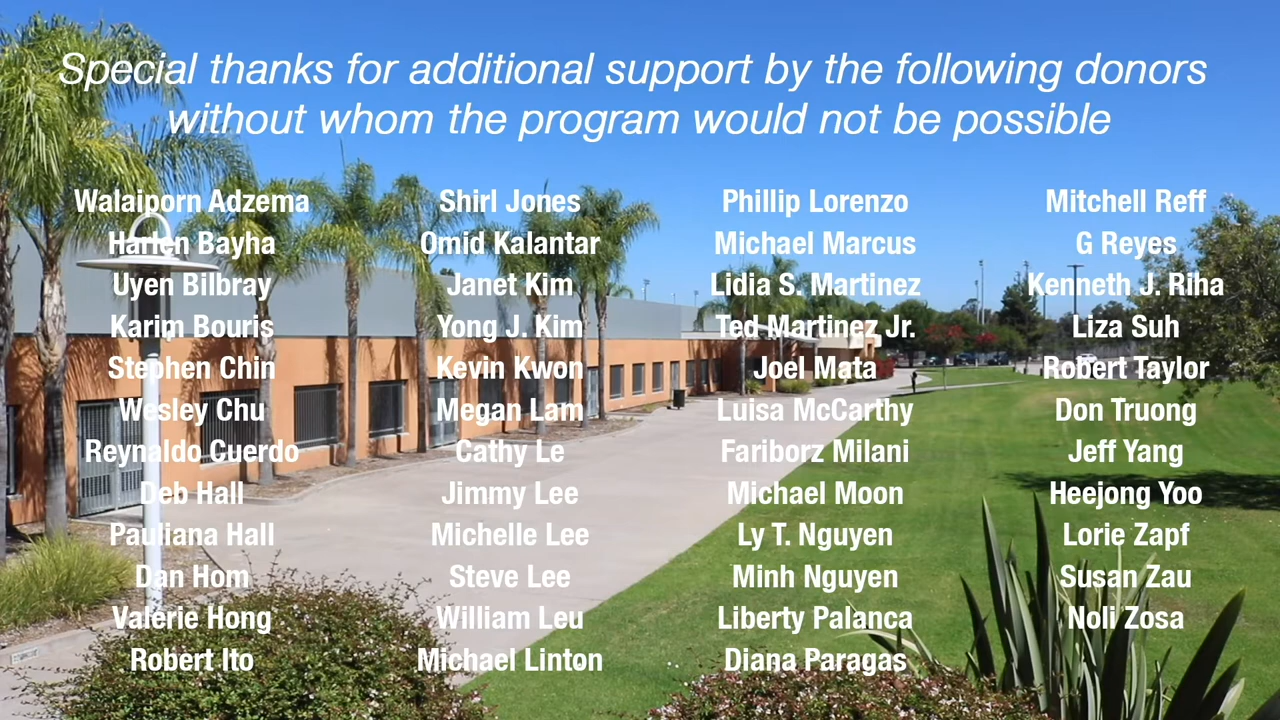 Special thanks for additional support by the following donors
without whom the program would not be possible
Walaiporn Adzema
Harlen Bayha
Uyen Bilbray
Karim Bouris
Stephen Chin
Wesley Chu
Reynaldo Cuerdo
Deb Hall
Pauliana Hall
Dan Hom
Valerie Hong
Robert Ito
Shirl Jones
Omid Kalantar
Janet Kim
Yong J. Kim
Kevin Kwon
Megan Lam
Cathy Le
Jimmy Lee
Michelle Lee
Steve Lee
William Leu
Michael Linton
Phillip Lorenzo
Michael Marcus
Lidia S. Martinez
Ted Martinez Jr.
Joel Mata
Luisa McCarthy
Fariborz Milani
Michael Moon
Ly T. Nguyen
Minh Nguyen
Liberty Palanca
Diana Paragas
Mitchell Reff
G Reyes
Kenneth J. Riha
Liza Suh
Robert Taylor
Don Truong
Jeff Yang
Heejong Yoo
Lorie Zapf
Susan Zau
Noli Zosa